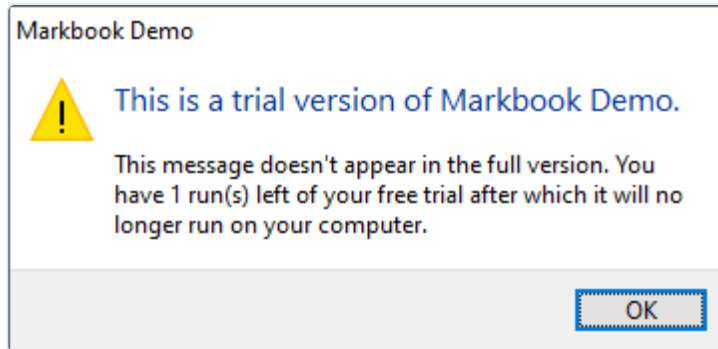 Markbook Demo
This is a trial version of Markbook Demo.
This message doesn't appear in the full version. You
have 1 run(s) left of your free trial after which it will no
longer run on your computer.
OK